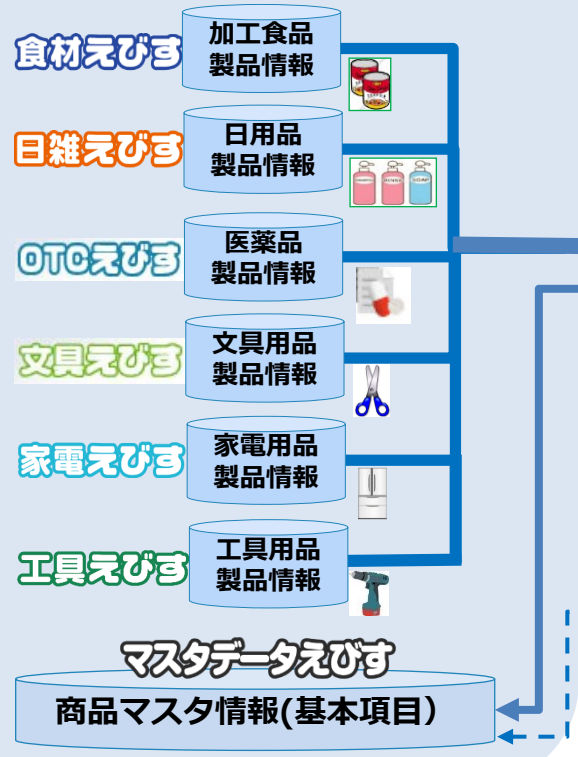 食材えびす
加工食品
製品情報
日雑えびす
日用品
製品情報
OTCえびす
医薬品
製品情報
文具えびす
文具用品
製品情報
家電えびす
家電用品
製品情報
工具えびす
工具用品
製品情報
マスタデータえびす
商品マスタ情報(基本項目）